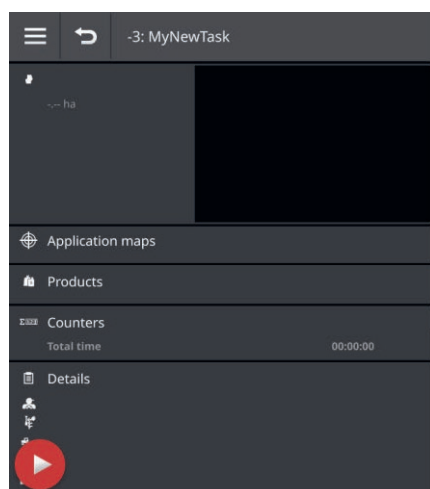 -3: MyNewTask
-.-- ha
Application maps
Products
Counters
Total time 00:00:00
Details